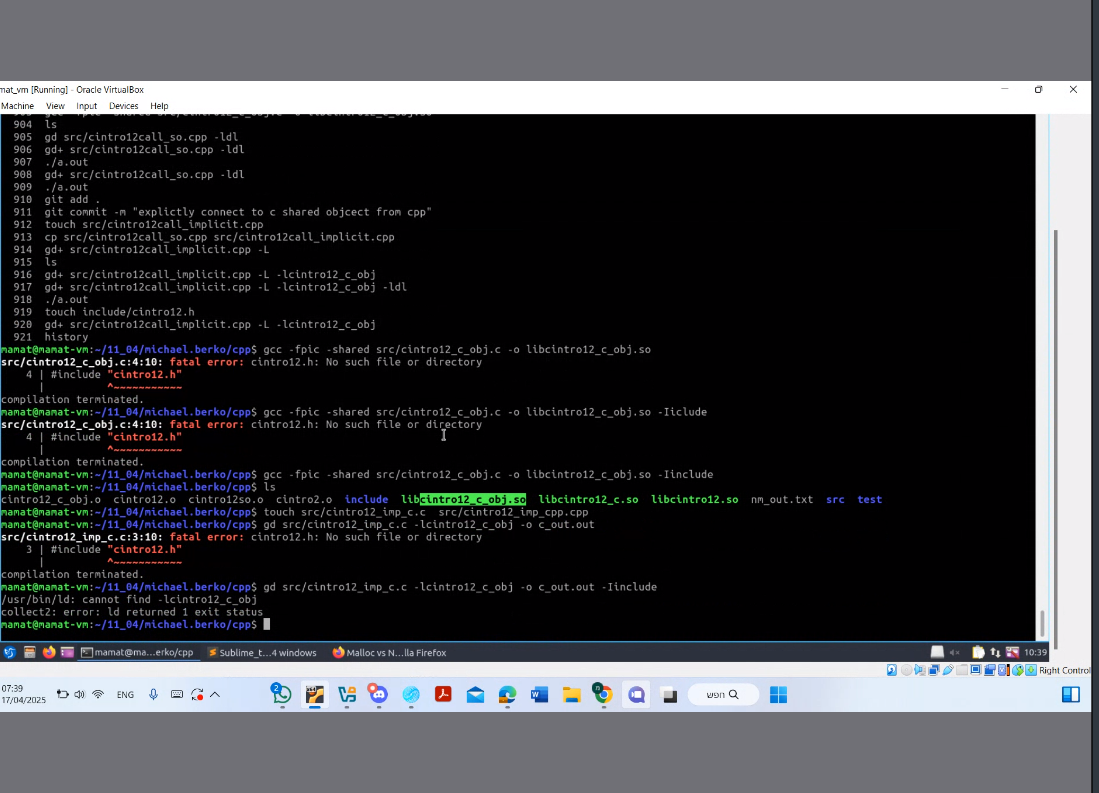 mat_vm [Running] - Oracle VirtualBox
Machine View Input Devices Help
904 ls
905 gd src/cintro12call_so.cpp -ldl
906 gd+ src/cintro12call_so.cpp -ldl
907 ./a.out
908 gd+ src/cintro12call_so.cpp -ldl
909 ./a.out
910 git add .
911 git commit -m "explictly connect to c shared objcect from cpp"
912 touch src/cintro12call_implicit.cpp
913 cp src/cintro12call_so.cpp src/cintro12call_implicit.cpp
914 gd+ src/cintro12call_implicit.cpp -L
915 ls
916 gd+ src/cintro12call_implicit.cpp -L -lcintro12_c_obj
917 gd+ src/cintro12call_implicit.cpp -L -lcintro12_c_obj -ldl
918 ./a.out
919 touch include/cintro12.h
920 gd+ src/cintro12call_implicit.cpp -L -lcintro12_c_obj
921 history
mamat@mamat-vm:~/11_04/michael.berko/cpp$ gcc -fpic -shared src/cintro12_c_obj.c -o libcintro12_c_obj.so
src/cintro12_c_obj.c:4:10: fatal error: cintro12.h: No such file or directory
4 | #include "cintro12.h"
| ^~~~~~~~~~~~
compilation terminated.
mamat@mamat-vm:~/11_04/michael.berko/cpp$ gcc -fpic -shared src/cintro12_c_obj.c -o libcintro12_c_obj.so -Iiclude
src/cintro12_c_obj.c:4:10: fatal error: cintro12.h: No such file or directory
4 | #include "cintro12.h"
| ^~~~~~~~~~~~
compilation terminated.
mamat@mamat-vm:~/11_04/michael.berko/cpp$ gcc -fpic -shared src/cintro12_c_obj.c -o libcintro12_c_obj.so -Iinclude
mamat@mamat-vm:~/11_04/michael.berko/cpp$ ls
cintro12_c_obj.o cintro12.o cintro12so.o cintro2.o include libcintro12_c_obj.so libcintro12_c.so libcintro12.so nm_out.txt src test
mamat@mamat-vm:~/11_04/michael.berko/cpp$ touch src/cintro12_imp_c.c src/cintro12_imp_cpp.cpp
mamat@mamat-vm:~/11_04/michael.berko/cpp$ gd src/cintro12_imp_c.c -lcintro12_c_obj -o c_out.out
src/cintro12_imp_c.c:3:10: fatal error: cintro12.h: No such file or directory
3 | #include "cintro12.h"
| ^~~~~~~~~~~~
compilation terminated.
mamat@mamat-vm:~/11_04/michael.berko/cpp$ gd src/cintro12_imp_c.c -lcintro12_c_obj -o c_out.out -Iinclude
/usr/bin/ld: cannot find -lcintro12_c_obj
collect2: error: ld returned 1 exit status
mamat@mamat-vm:~/11_04/michael.berko/cpp$
mamat@ma...erko/cpp Sublime_t...4 windows Malloc vs N...lla Firefox 10:39
Right Control
07:39
17/04/2025
ENG
2
חפש